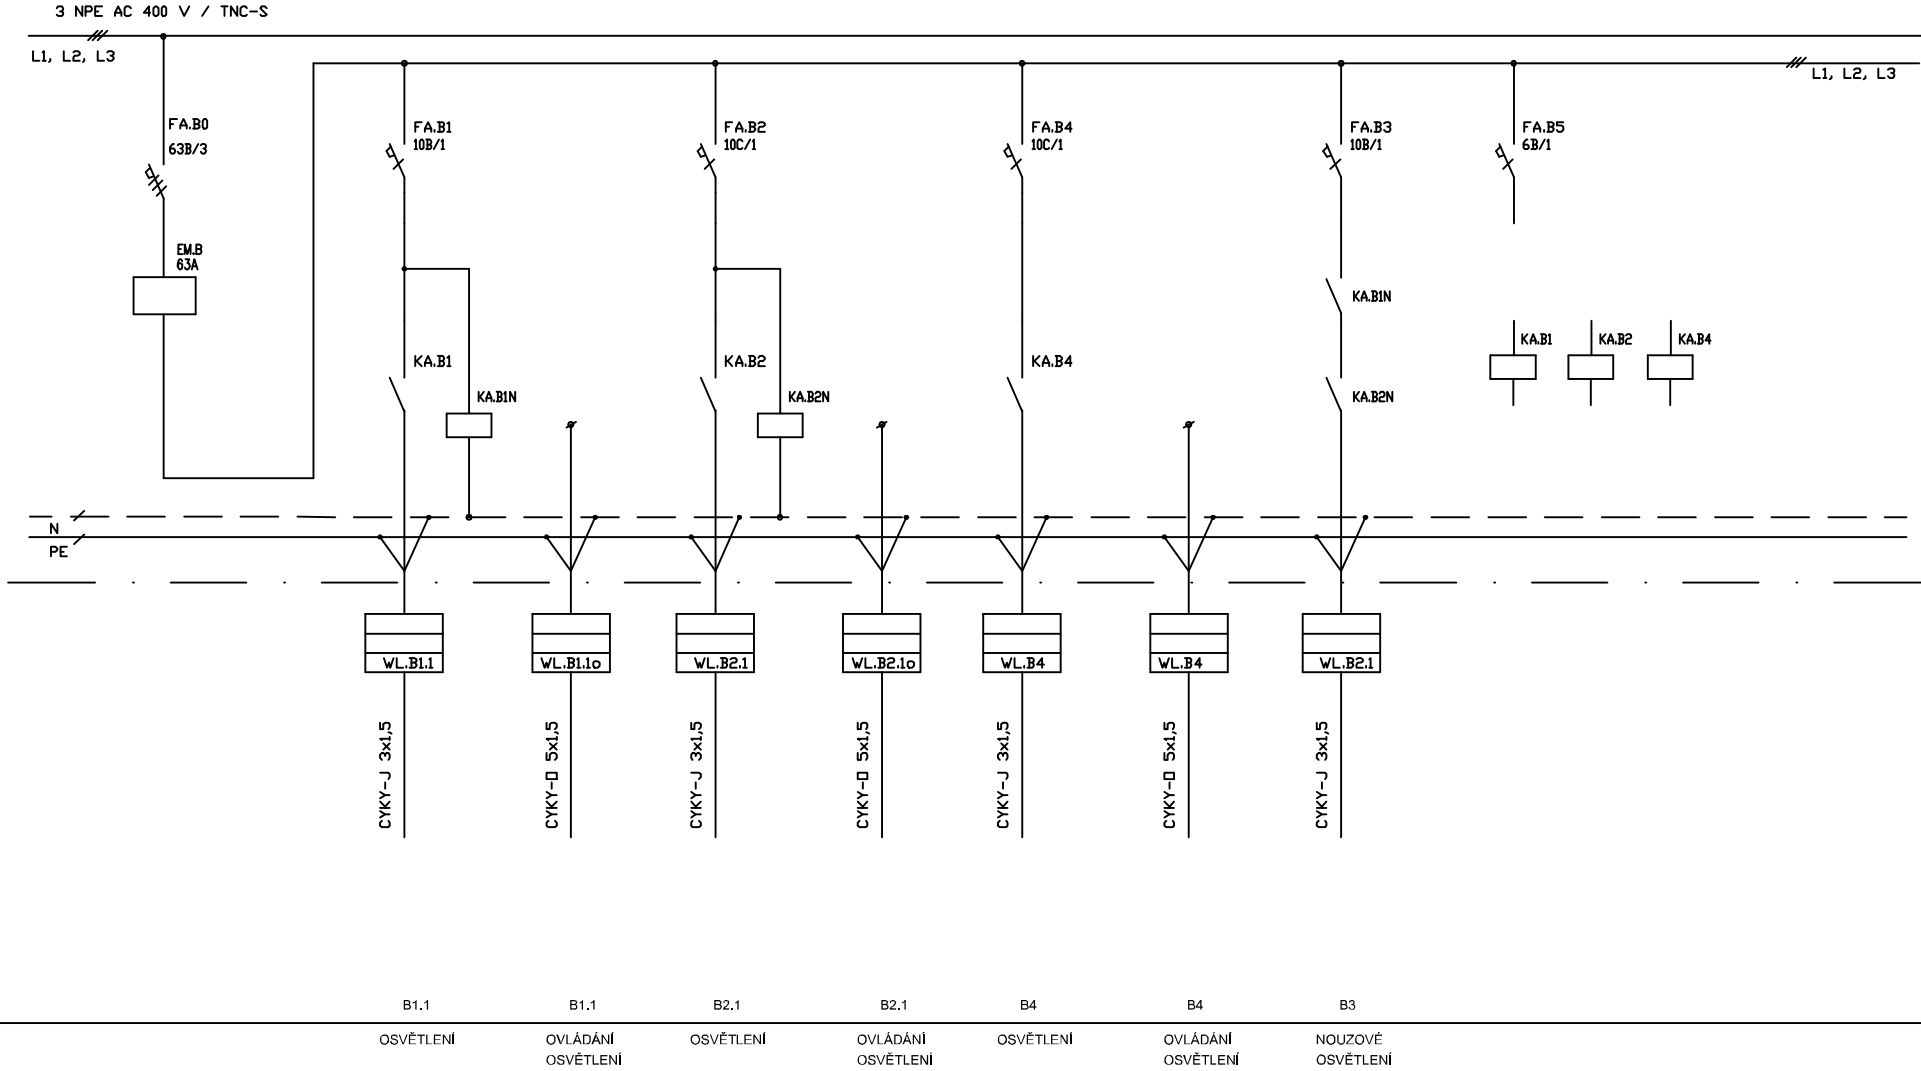 3 NPE AC 400 V / TNC-S
L1, L2, L3
L1, L2, L3
FA.B0
63B/3
FA.B1
10B/1
FA.B2
10C/1
FA.B4
10C/1
FA.B3
10B/1
FA.B5
6B/1
EM.B
63A
KA.B1N
KA.B1
KA.B2
KA.B4
KA.B1
KA.B2
KA.B4
KA.B1N
KA.B2N
KA.B2N
N
PE
WL.B1.1
WL.B1.1o
WL.B2.1
WL.B2.1o
WL.B4
WL.B4
WL.B2.1
CYKY-J 3x1,5
CYKY-O 5x1,5
CYKY-J 3x1,5
CYKY-O 5x1,5
CYKY-J 3x1,5
CYKY-O 5x1,5
CYKY-J 3x1,5
B1.1
B1.1
B2.1
B2.1
B4
B4
B3
OSVĚTLENÍ
OVLÁDÁNÍ
OSVĚTLENÍ
OSVĚTLENÍ
OVLÁDÁNÍ
OSVĚTLENÍ
OSVĚTLENÍ
OVLÁDÁNÍ
OSVĚTLENÍ
NOUZOVÉ
OSVĚTLENÍ